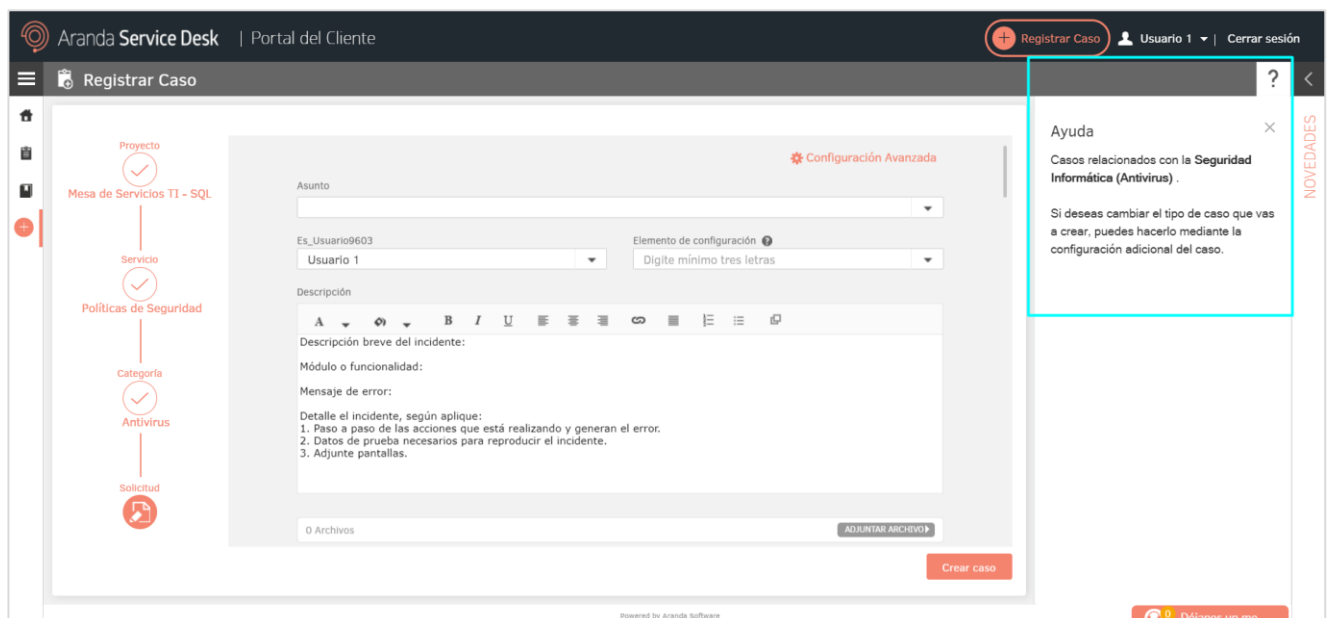 Aranda Service Desk | Portal del Cliente
Registrar Caso
Usuario 1
Cerrar sesión
Registrar Caso
?
Proyecto
Mesa de Servicios TI - SQL
Servicio
Políticas de Seguridad
Categoría
Antivirus
Solicitud
Configuración Avanzada
Asunto
Es_Usuario9603
Elemento de configuración
Usuario 1
Digite mínimo tres letras
Descripción
A B I U
Descripción breve del incidente:
Módulo o funcionalidad:
Mensaje de error:
Detalle el incidente, según aplique:
1. Paso a paso de las acciones que está realizando y generan el error.
2. Datos de prueba necesarios para reproducir el incidente.
3. Adjunte pantallas.
0 Archivos
ADJUNTAR ARCHIVO
Crear caso
Ayuda
Casos relacionados con la Seguridad
Informática (Antivirus) .
Si deseas cambiar el tipo de caso que vas
a crear, puedes hacerlo mediante la
configuración adicional del caso.
NOVEDADES
Powered by Aranda Software
0
Déjanos un me